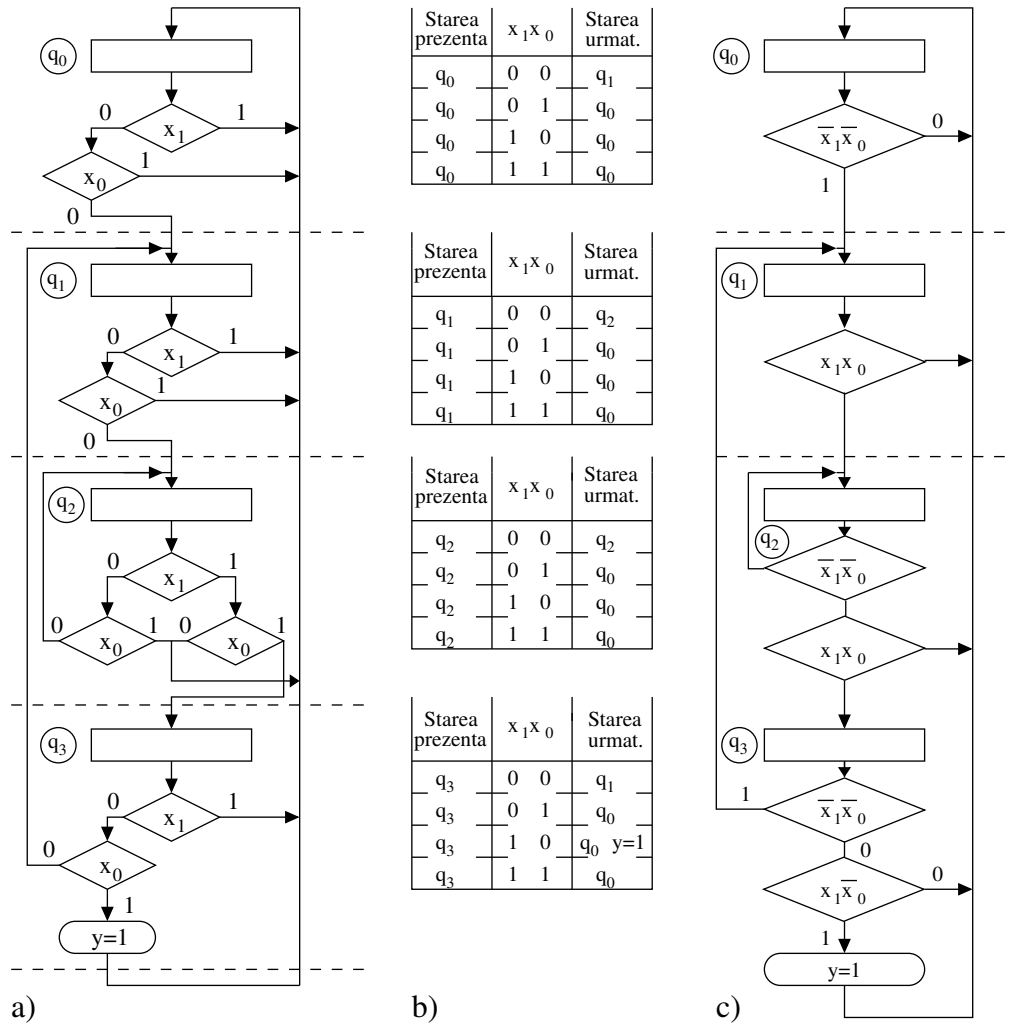 q0
x1
0
1
x0
1
0
q1
x1
0
1
x0
1
0
q2
x1
0
1
x0
0
1
x0
0
1
q3
x1
0
1
x0
0
1
y=1
a)
Starea prezenta x1x0 Starea urmat.
q0 0 0 q1
q0 0 1 q0
q0 1 0 q0
q0 1 1 q0
Starea prezenta x1x0 Starea urmat.
q1 0 0 q2
q1 0 1 q0
q1 1 0 q0
q1 1 1 q0
Starea prezenta x1x0 Starea urmat.
q2 0 0 q2
q2 0 1 q0
q2 1 0 q0
q2 1 1 q0
Starea prezenta x1x0 Starea urmat.
q3 0 0 q1
q3 0 1 q0
q3 1 0 q0 y=1
q3 1 1 q0
b)
q0
x̅1x̅0
0
1
q1
x1x0
q2
x̅1x̅0
x1x0
q3
x̅1x̅0
1
0
x1x̅0
0
1
y=1
c)